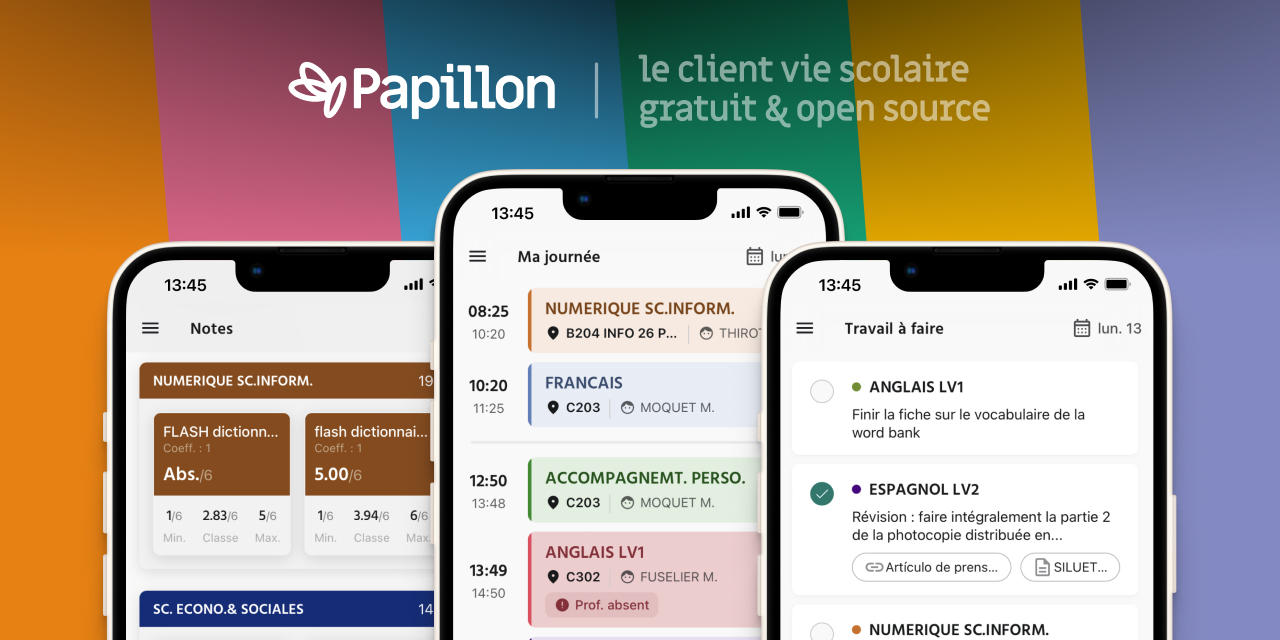 Papillon
le client vie scolaire
gratuit & open source
13:45
Notes
NUMERIQUE SC.INFORM.
19
FLASH dictionn...
Coeff. : 1
Abs./6
1/6 2.83/6 5/6
Min. Classe Max.
flash dictionnai...
Coeff. : 1
5.00/6
1/6 3.94/6 6/6
Min. Classe Max.
SC. ECONO.& SOCIALES
14
13:45
Ma journée
08:25
10:20
NUMERIQUE SC.INFORM.
B204 INFO 26 P...
10:20
11:25
FRANCAIS
C203 MOQUET M.
12:50
13:48
ACCOMPAGNEMT. PERSO.
C203 MOQUET M.
13:49
14:50
ANGLAIS LV1
C302 FUSELIER M.
Prof. absent
13:45
Travail à faire
lun. 13
ANGLAIS LV1
Finir la fiche sur le vocabulaire de la
word bank
ESPAGNOL LV2
Révision : faire intégralement la partie 2
de la photocopie distribuée en...
Artículo de prens...
SILUET...
NUMERIQUE SC.INFORM.